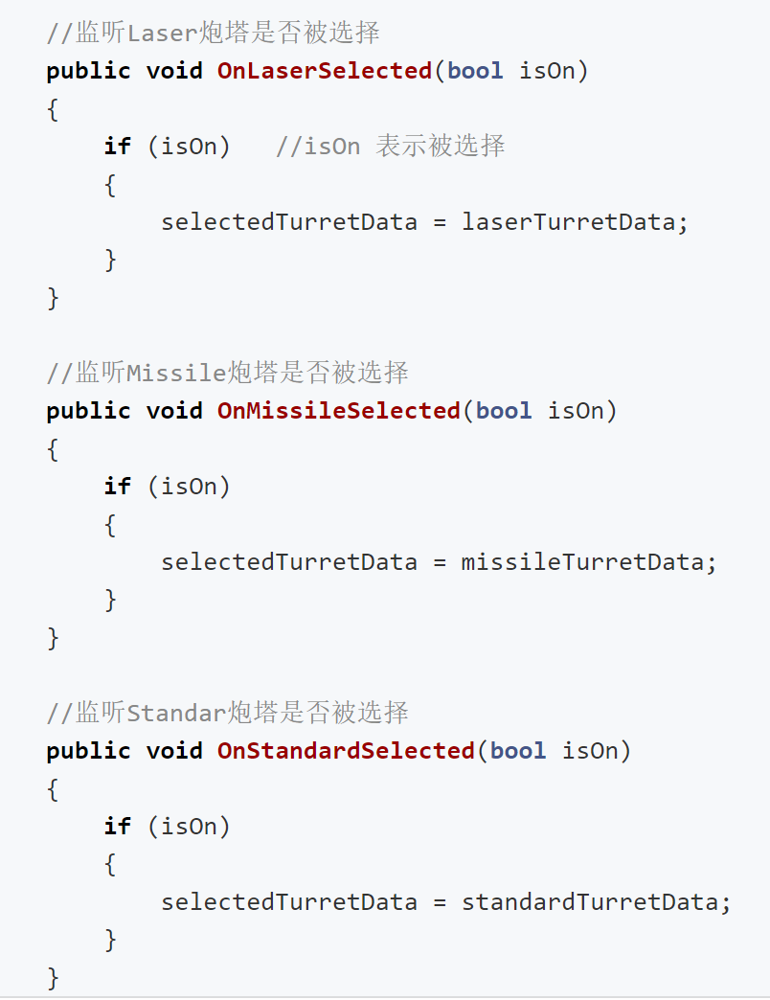 //监听Laser炮塔是否被选择
public void OnLaserSelected(bool isOn)
{
    if (isOn)   //isOn 表示被选择
    {
        selectedTurretData = laserTurretData;
    }
}

//监听Missile炮塔是否被选择
public void OnMissileSelected(bool isOn)
{
    if (isOn)
    {
        selectedTurretData = missileTurretData;
    }
}

//监听Standar炮塔是否被选择
public void OnStandardSelected(bool isOn)
{
    if (isOn)
    {
        selectedTurretData = standardTurretData;
    }
}